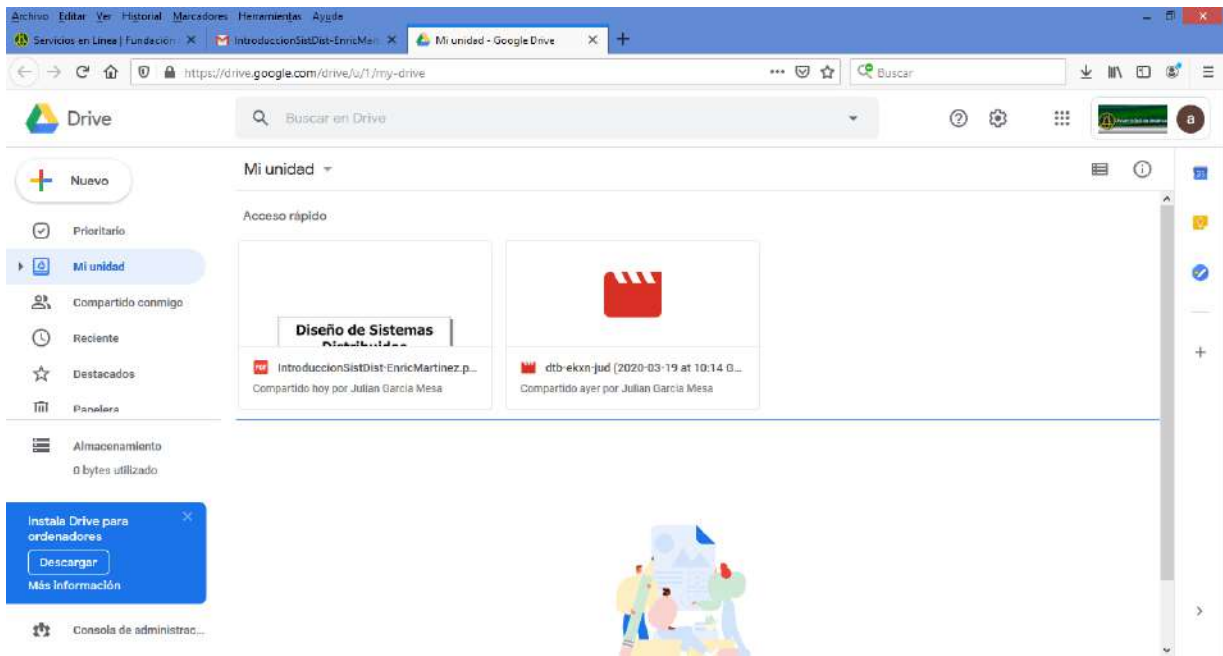 Archivo Editar Ver Historial Marcadores Herramientas Ayuda
Servicios en Linea | Fundación
IntroduccionSistDist-EnricMart
Mi unidad - Google Drive
https://drive.google.com/drive/u/1/my-drive
Buscar
Drive
Buscar en Drive
a
Nuevo
Mi unidad
31
Acceso rápido
Prioritario
Mi unidad
Compartido conmigo
Reciente
Destacados
Papelera
Almacenamiento
0 bytes utilizado
Diseño de Sistemas
Distribuidos
PDF IntroduccionSistDist-EnricMartinez.p...
Compartido hoy por Julian Garcia Mesa
dtb-ekxn-jud (2020-03-19 at 10:14 G...
Compartido ayer por Julian Garcia Mesa
Instala Drive para
ordenadores
Descargar
Más información
Consola de administrac...